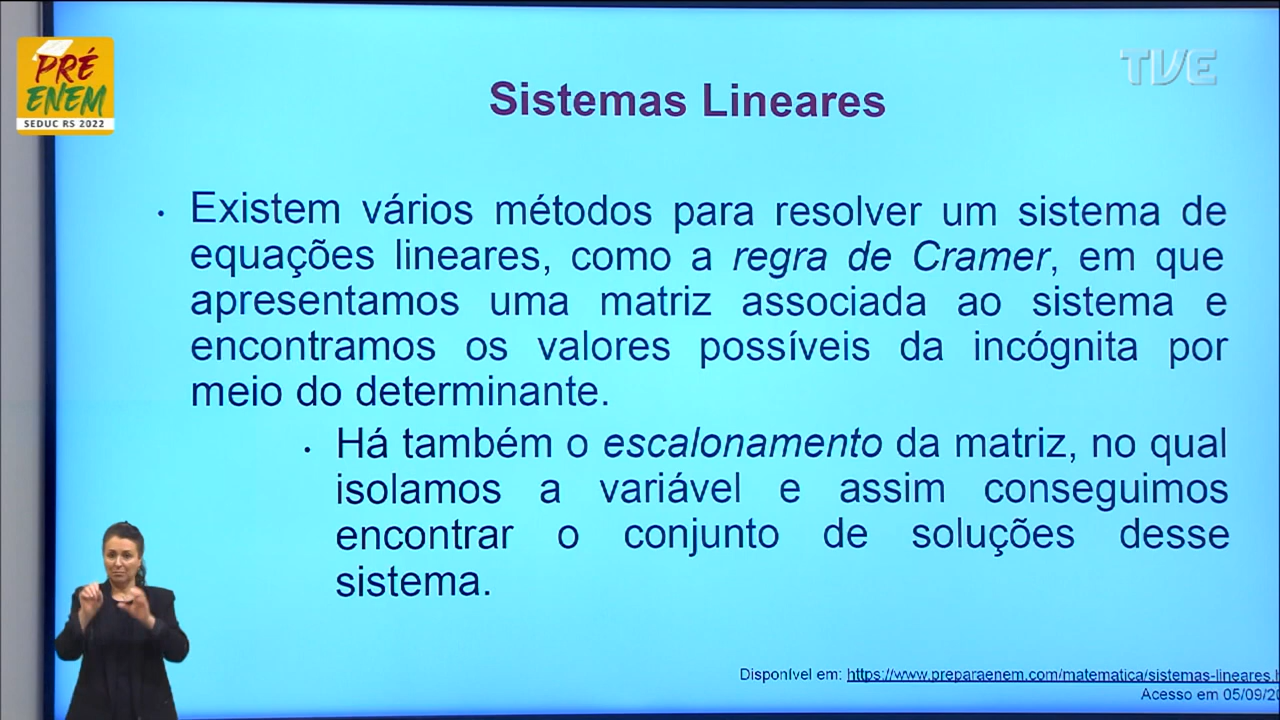 PRÉ
ENEM
SEDUC RS 2022
TVE
Sistemas Lineares
• Existem vários métodos para resolver um sistema de
equações lineares, como a regra de Cramer, em que
apresentamos uma matriz associada ao sistema e
encontramos os valores possíveis da incógnita por
meio do determinante.
• Há também o escalonamento da matriz, no qual
isolamos a variável e assim conseguimos
encontrar o conjunto de soluções desse
sistema.
Disponível em: https://www.preparaenem.com/matematica/sistemas-lineares.h
Acesso em 05/09/20